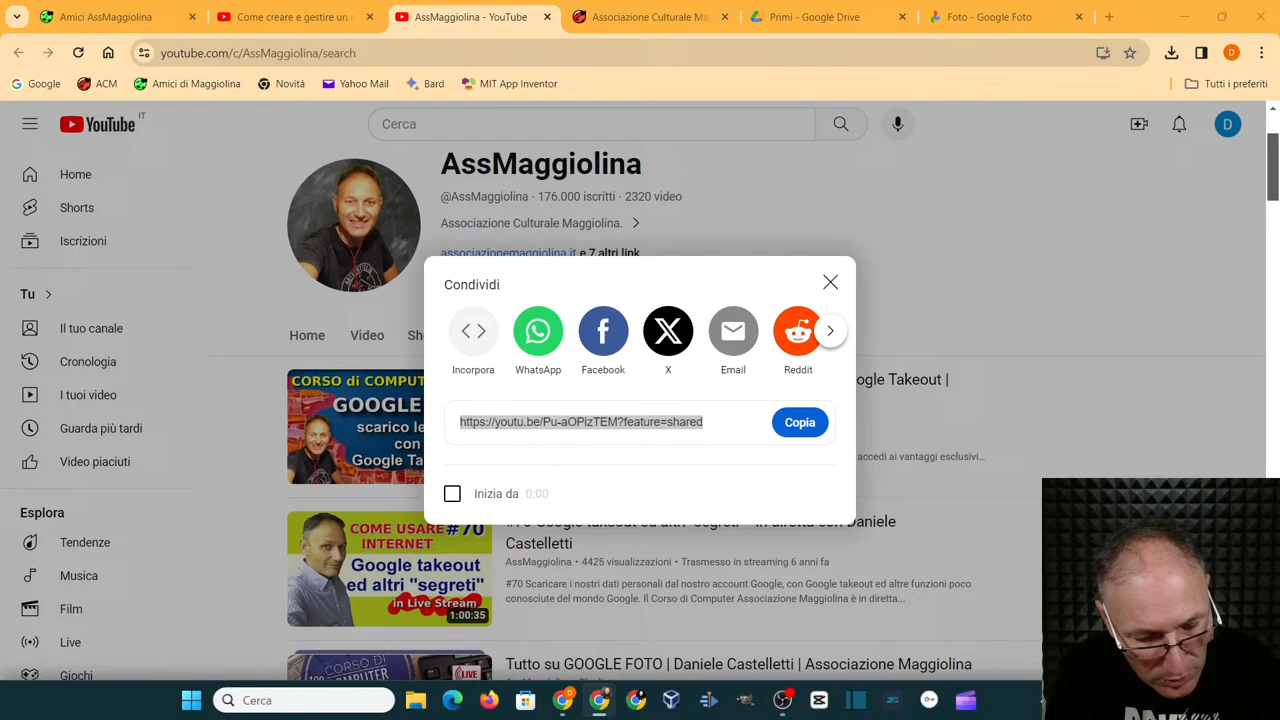 Amici AssMaggiolina
Come creare e gestire un c
AssMaggiolina - YouTube
Associazione Culturale Ma
Primi - Google Drive
Foto - Google Foto
youtube.com/c/AssMaggiolina/search
Google
ACM
Amici di Maggiolina
Novità
Yahoo Mail
Bard
MIT App Inventor
Tutti i preferiti
YouTube IT
Cerca
D
Home
Shorts
Iscrizioni
Tu
Il tuo canale
Cronologia
I tuoi video
Guarda più tardi
Video piaciuti
Esplora
Tendenze
Musica
Film
Live
Giochi
AssMaggiolina
@AssMaggiolina · 176.000 iscritti · 2320 video
Associazione Culturale Maggiolina.
associazionemaggiolina.it e 7 altri link
Home
Video
Sh
Condividi
Incorpora
WhatsApp
Facebook
X
Email
Reddit
https://youtu.be/Pu-aOPizTEM?feature=shared
Copia
Inizia da 0:00
CORSO di COMPUT
GOOGLE
scarico le
con
Google Ta
ogle Takeout |
accedi ai vantaggi esclusivi...
COME USARE #70
INTERNET
Google takeout
ed altri "segreti"
in Live Stream
1:00:35
#70 Google takeout ed altri "segreti" - in diretta con Daniele
Castelletti
AssMaggiolina • 4425 visualizzazioni • Trasmesso in streaming 6 anni fa
#70 Scaricare i nostri dati personali dal nostro account Google, con Google takeout ed altre funzioni poco
conosciute del mondo Google. Il Corso di Computer Associazione Maggiolina è in diretta...
CORSO DI
COMPUTER
LIVE
Tutto su GOOGLE FOTO | Daniele Castelletti | Associazione Maggiolina
Cerca